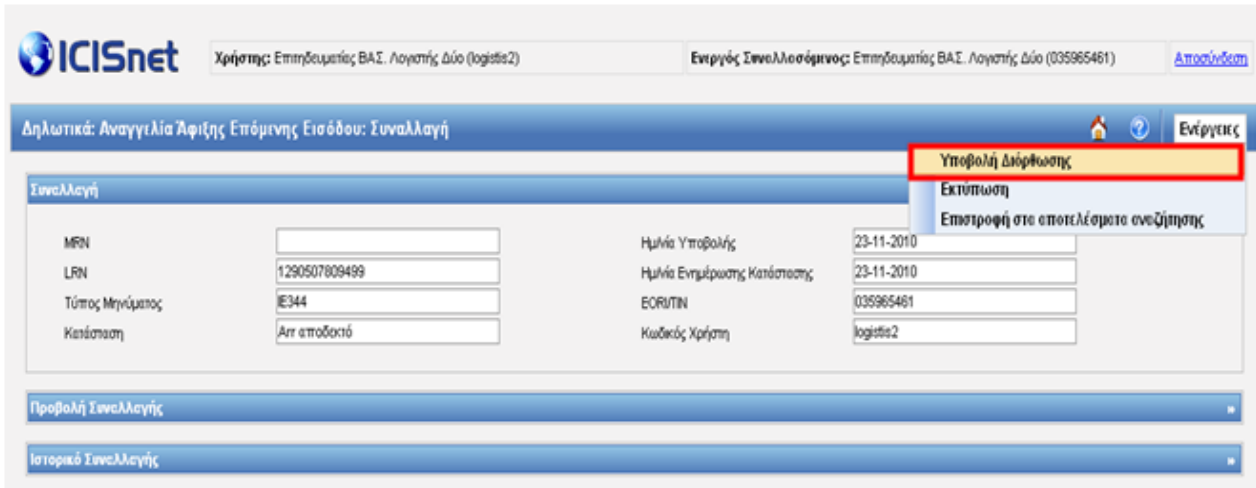 ICISnet
Χρήστης: Επιτηδευματίας ΒΑΣ. Λογιστής Δύο (logistis2)
Ενεργός Συναλλασόμενος: Επιτηδευματίας ΒΑΣ. Λογιστής Δύο (035965461)
Αποσύνδεση
Δηλωτικά: Αναγγελία Άφιξης Επόμενης Εισόδου: Συναλλαγή
Ενέργειες
Υποβολή Διόρθωσης
Εκτύπωση
Επιστροφή στα αποτελέσματα αναζήτησης
Συναλλαγή
MRN
Ημ/νία Υποβολής 23-11-2010
LRN 1290507809499
Ημ/νία Ενημέρωσης Κατάστασης 23-11-2010
Τύπος Μηνύματος IE344
EORI/TIN 035965461
Κατάσταση Arr αποδεκτό
Κωδικός Χρήστη logistis2
Προβολή Συναλλαγής »
Ιστορικό Συναλλαγής »